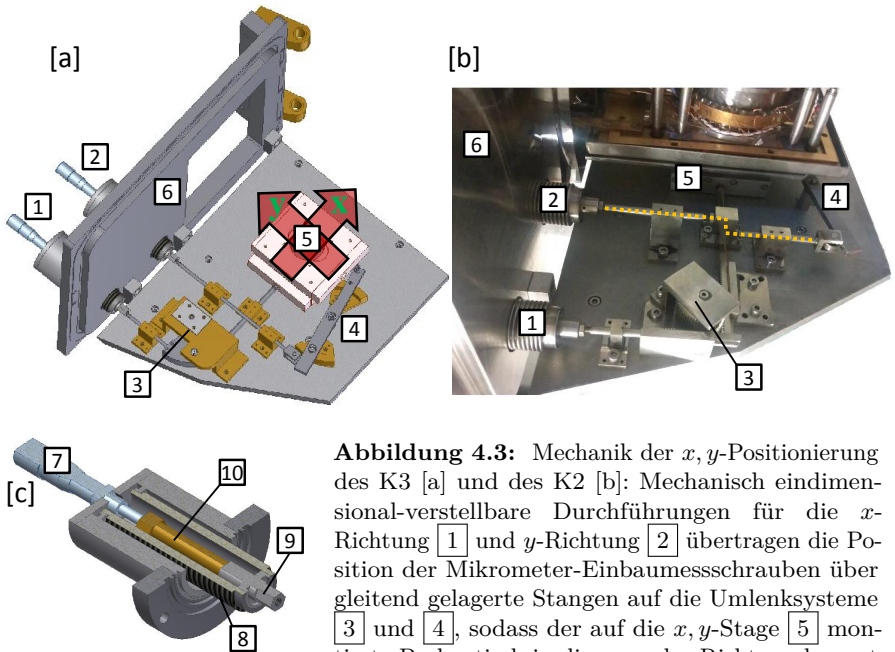 [a]
[b]
2
1
6
y x
5
4
3
6
2
5
4
1
3
[c]
7
10
9
8
Abbildung 4.3: Mechanik der x, y-Positionierung
des K3 [a] und des K2 [b]: Mechanisch eindimen-
sional-verstellbare Durchführungen für die x-
Richtung 1 und y-Richtung 2 übertragen die Po-
sition der Mikrometer-Einbaumessschrauben über
gleitend gelagerte Stangen auf die Umlenksysteme
3 und 4, sodass der auf die x, y-Stage 5 mon-